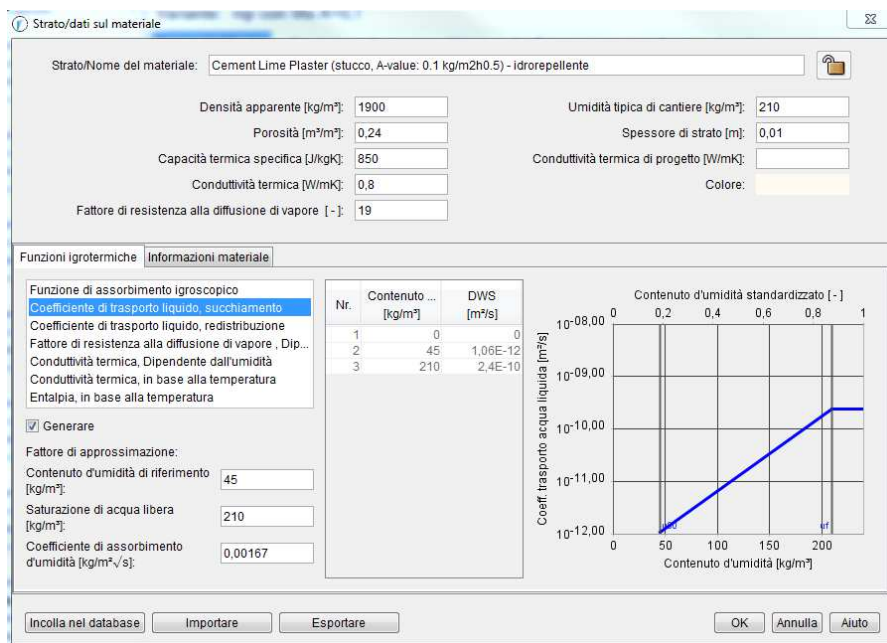 Strato/dati sul materiale
Strato/Nome del materiale: Cement Lime Plaster (stucco, A-value: 0.1 kg/m2h0.5) - idrorepellente
Densità apparente [kg/m³]: 1900
Umidità tipica di cantiere [kg/m³]: 210
Porosità [m³/m³]: 0,24
Spessore di strato [m]: 0,01
Capacità termica specifica [J/kgK]: 850
Conduttività termica di progetto [W/mK]:
Conduttività termica [W/mK]: 0,8
Colore:
Fattore di resistenza alla diffusione di vapore [-]: 19
Funzioni igrotermiche Informazioni materiale
Funzione di assorbimento igroscopico
Coefficiente di trasporto liquido, succhiamento
Coefficiente di trasporto liquido, redistribuzione
Fattore di resistenza alla diffusione di vapore , Dip...
Conduttività termica, Dipendente dall'umidità
Conduttività termica, in base alla temperatura
Entalpia, in base alla temperatura
Generare
Fattore di approssimazione:
Contenuto d'umidità di riferimento [kg/m³]: 45
Saturazione di acqua libera [kg/m³]: 210
Coefficiente di assorbimento d'umidità [kg/m²√s]: 0,00167
Nr. Contenuto ... [kg/m³] DWS [m²/s]
1 0 0
2 45 1,06E-12
3 210 2,4E-10
Contenuto d'umidità standardizzato [-]
0 0,2 0,4 0,6 0,8 1
Coeff. trasporto acqua liquida [m²/s]
10-08,00
10-09,00
10-10,00
10-11,00
10-12,00
uf
0 50 100 150 200
Contenuto d'umidità [kg/m³]
Incolla nel database Importare Esportare OK Annulla Aiuto